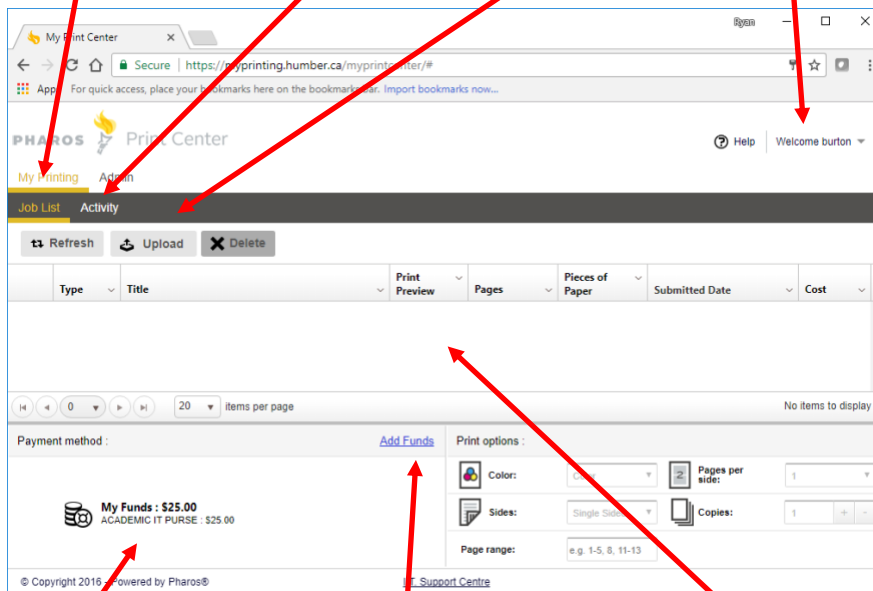 Ryan
My Print Center
Secure | https://myprinting.humber.ca/myprintcenter/#
Apps For quick access, place your bookmarks here on the bookmarks bar. Import bookmarks now...
PHAROS Print Center
Help Welcome burton
My Printing Admin
Job List Activity
Refresh Upload Delete
Type Title Print Preview Pages Pieces of Paper Submitted Date Cost
0 20 items per page No items to display
Payment method : Add Funds Print options :
Color: Color 2 Pages per side: 1
My Funds : $25.00
ACADEMIC IT PURSE : $25.00
Sides: Single Sided Copies: 1 + -
Page range: e.g. 1-5, 8, 11-13
© Copyright 2016 - Powered by Pharos® I.T. Support Centre